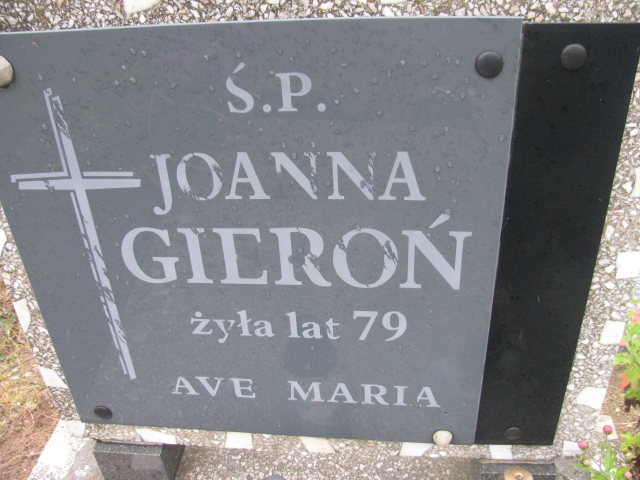 Ś.P.
JOANNA
GIEROŃ
żyła lat 79
AVE MARIA